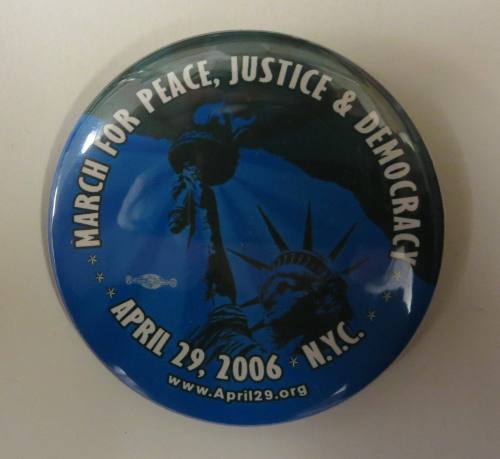 MARCH FOR PEACE, JUSTICE & DEMOCRACY
APRIL 29, 2006 * N.Y.C.
www.April29.org